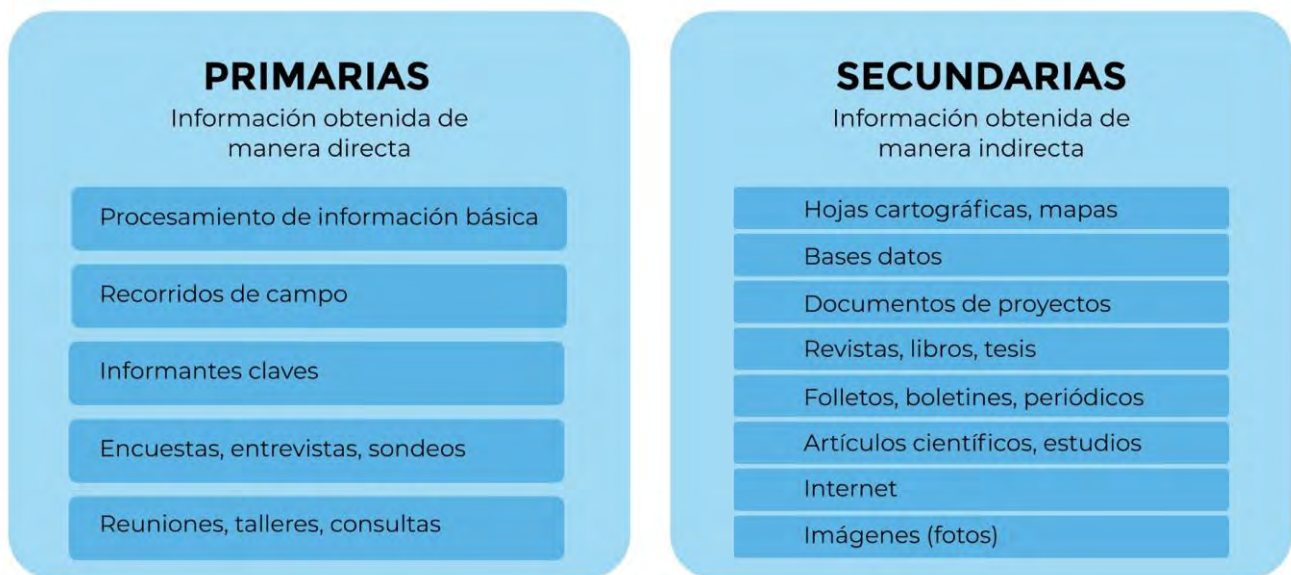 PRIMARIAS
Información obtenida de
manera directa
Procesamiento de información básica
Recorridos de campo
Informantes claves
Encuestas, entrevistas, sondeos
Reuniones, talleres, consultas
SECUNDARIAS
Información obtenida de
manera indirecta
Hojas cartográficas, mapas
Bases datos
Documentos de proyectos
Revistas, libros, tesis
Folletos, boletines, periódicos
Artículos científicos, estudios
Internet
Imágenes (fotos)